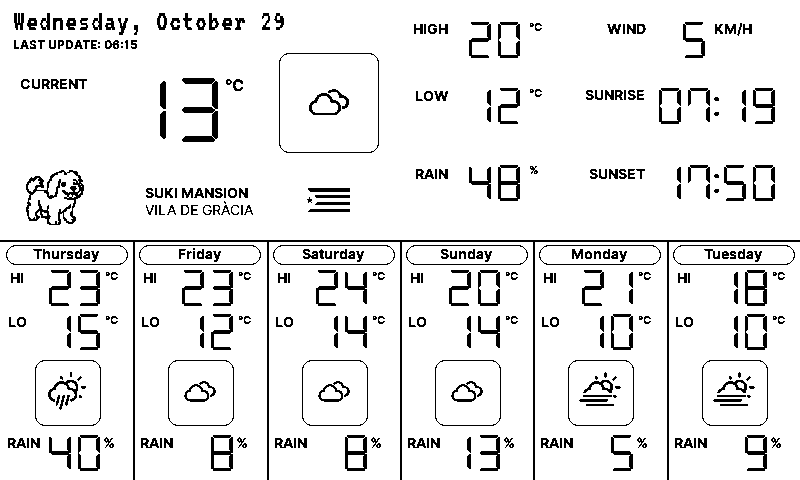 Wednesday, October 29
LAST UPDATE: 06:15
CURRENT 13 °C
SUKI MANSION
VILA DE GRÀCIA
HIGH 20 °C
LOW 12 °C
RAIN 48 %
WIND 5 KM/H
SUNRISE 07:19
SUNSET 17:50
Thursday
HI 23 °C
LO 15 °C
RAIN 40 %
Friday
HI 23 °C
LO 12 °C
RAIN 8 %
Saturday
HI 24 °C
LO 14 °C
RAIN 8 %
Sunday
HI 20 °C
LO 14 °C
RAIN 13 %
Monday
HI 21 °C
LO 10 °C
RAIN 5 %
Tuesday
HI 18 °C
LO 10 °C
RAIN 9 %